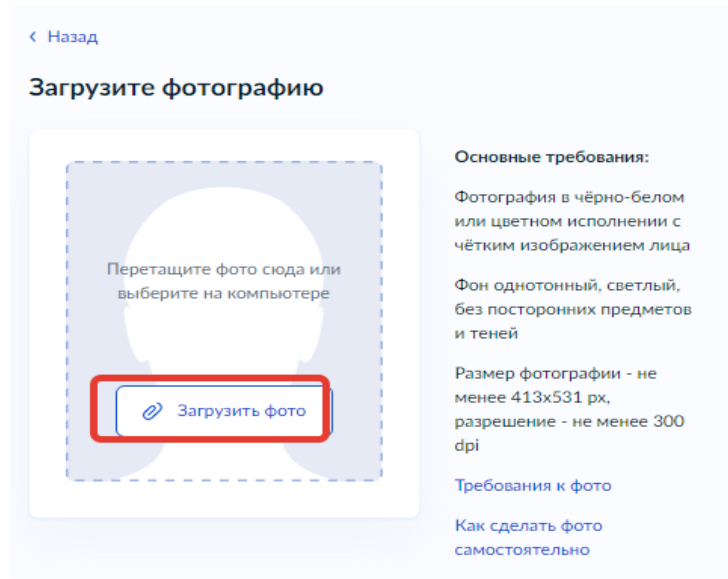 Назад
Загрузите фотографию
Перетащите фото сюда или
выберите на компьютере
Загрузить фото
Основные требования:
Фотография в чёрно-белом
или цветном исполнении с
чётким изображением лица
Фон однотонный, светлый,
без посторонних предметов
и теней
Размер фотографии - не
менее 413x531 px,
разрешение - не менее 300
dpi
Требования к фото
Как сделать фото
самостоятельно